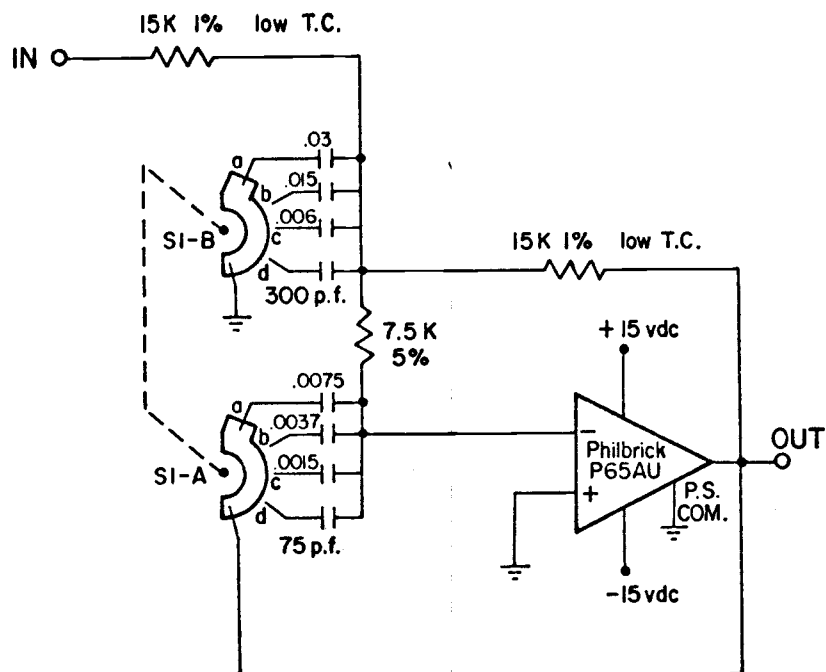 15K 1% low T.C.
IN
.03
a
.015
b
.006
S1-B
c
d
300 p.f.
15K 1% low T.C.
7.5 K
5%
+15 vdc
.0075
a
.0037
b
.0015
S1-A
c
d
75 p.f.
−
Philbrick
P65AU
+
OUT
P.S.
COM.
−15 vdc